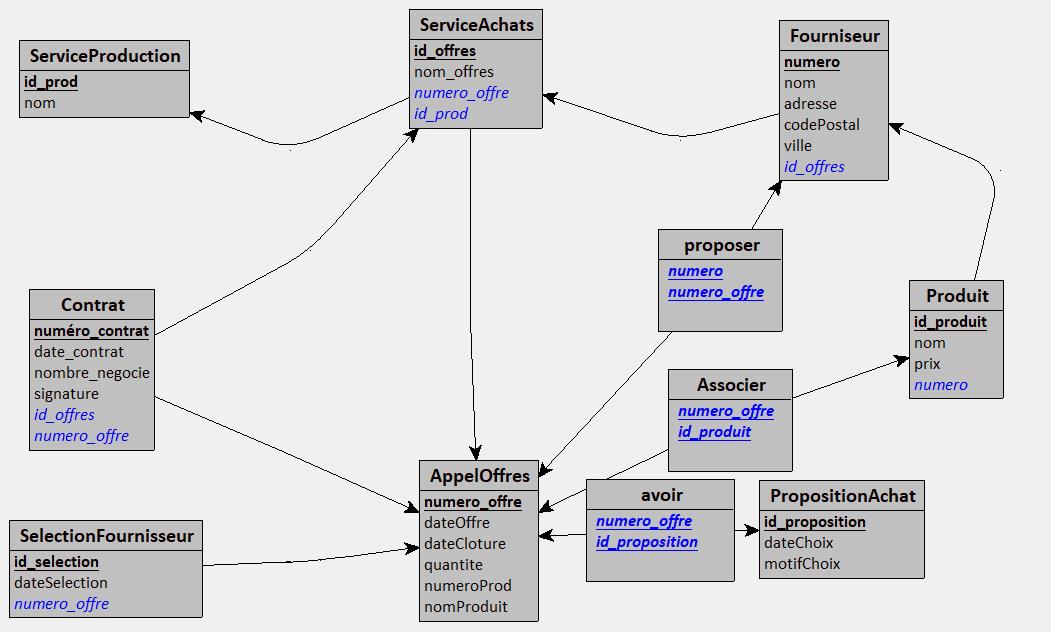 ServiceProduction
id_prod
nom
ServiceAchats
id_offres
nom_offres
numero_offre
id_prod
Fourniseur
numero
nom
adresse
codePostal
ville
id_offres
proposer
numero
numero_offre
Produit
id_produit
nom
prix
numero
Contrat
numéro_contrat
date_contrat
nombre_negocie
signature
id_offres
numero_offre
Associer
numero_offre
id_produit
AppelOffres
numero_offre
dateOffre
dateCloture
quantite
numeroProd
nomProduit
avoir
numero_offre
id_proposition
PropositionAchat
id_proposition
dateChoix
motifChoix
SelectionFournisseur
id_selection
dateSelection
numero_offre